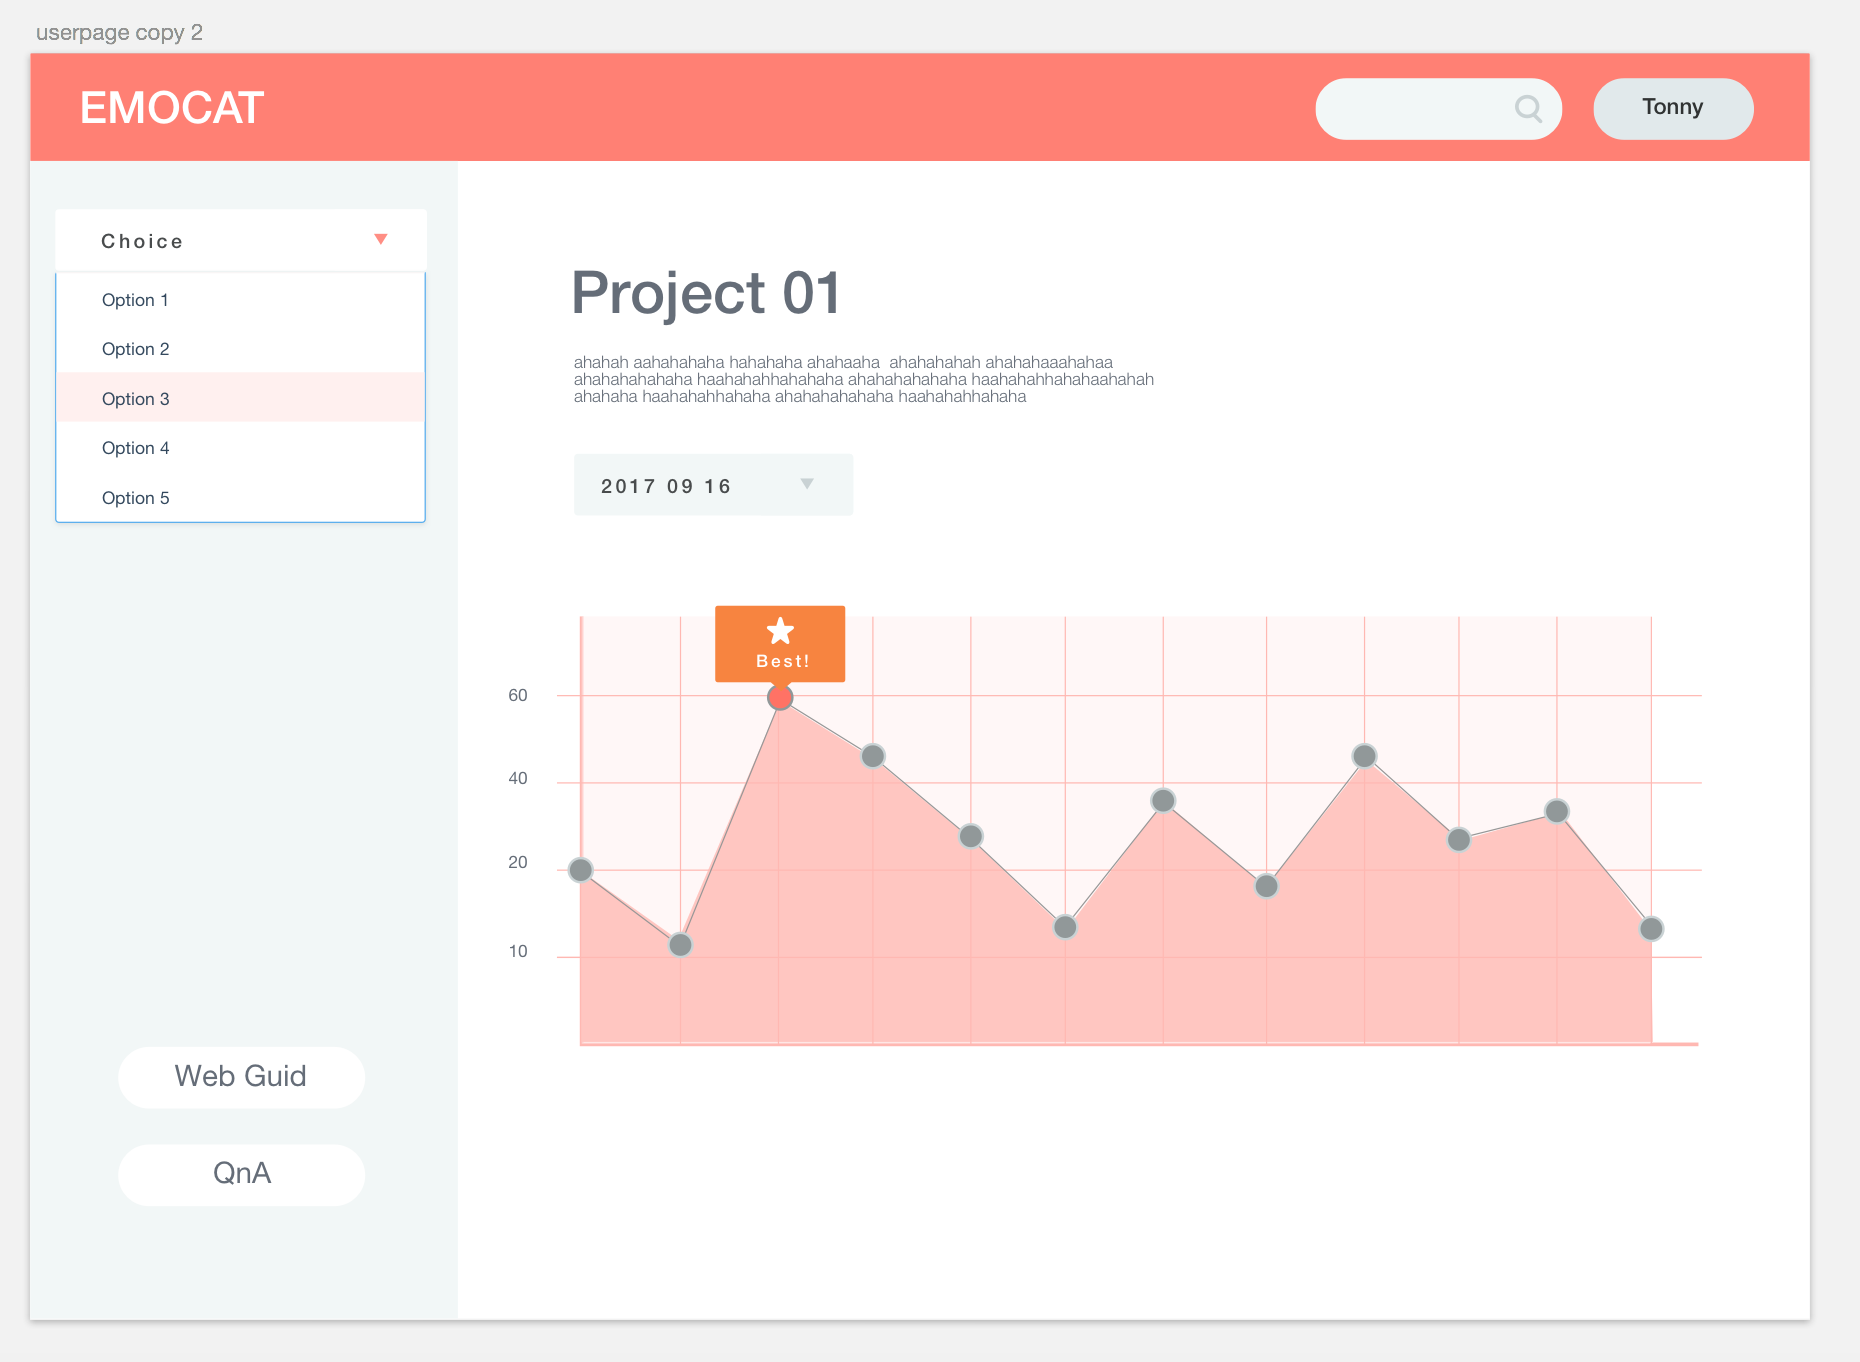 userpage copy 2
EMOCAT
Tonny
Choice
Option 1
Option 2
Option 3
Option 4
Option 5
Web Guid
QnA
Project 01
ahahah aahahahaha hahahaha ahahaaha  ahahahahah ahahahaaahahaa
ahahahahahaha haahahahhahahaha ahahahahahaha haahahahhahahaahahah
ahahaha haahahahhahaha ahahahahahaha haahahahhahaha
2017 09 16
Best!
60
40
20
10